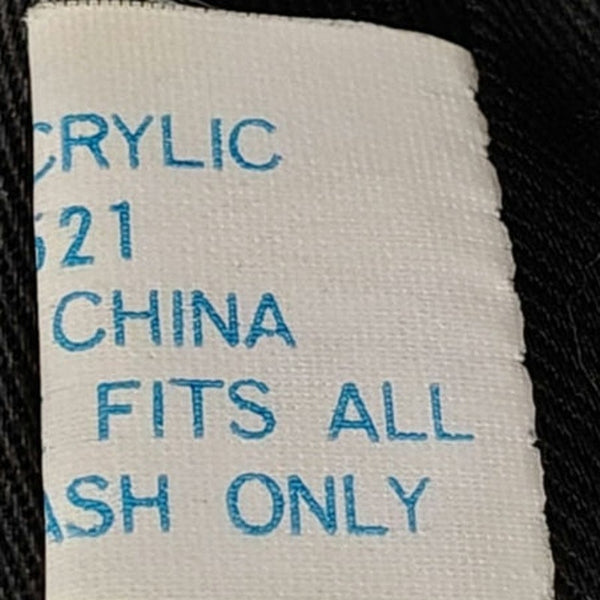 CRYLIC
521
CHINA
FITS ALL
ASH ONLY